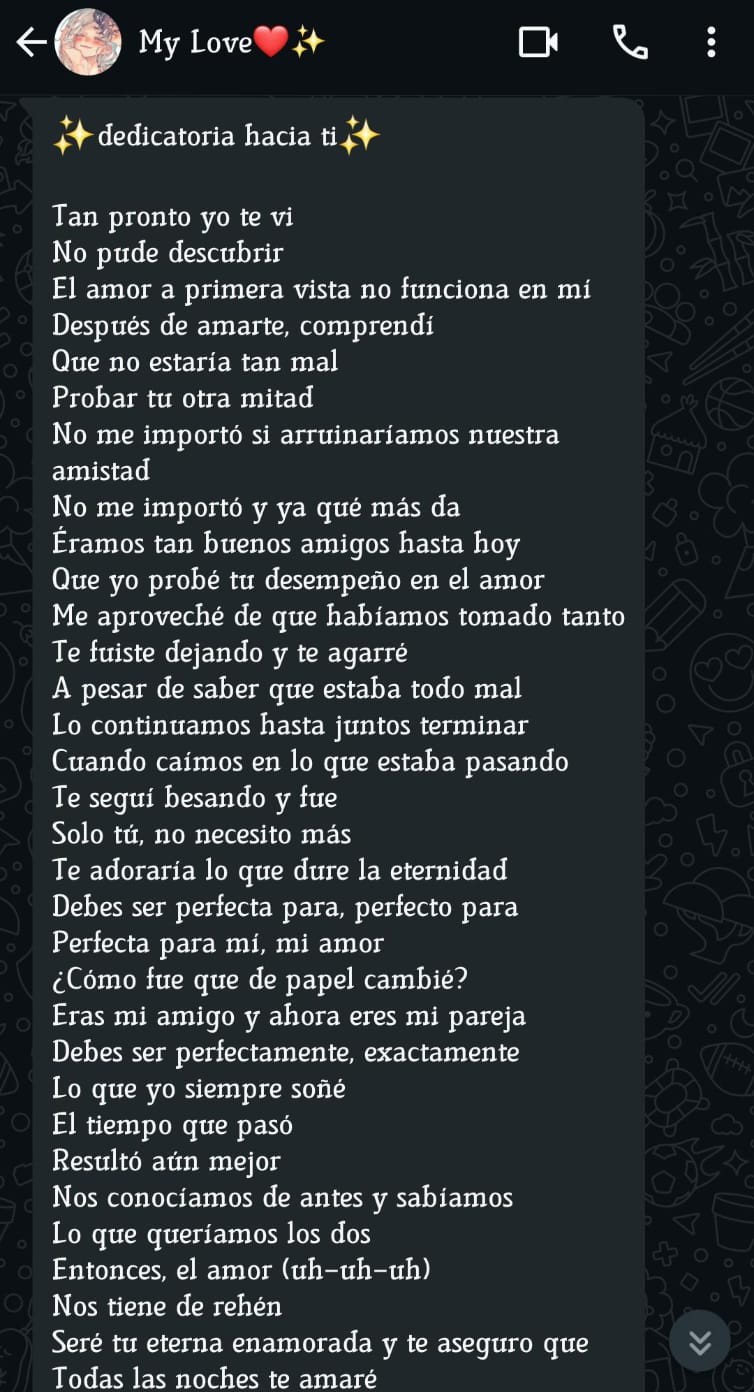 My Love❤️✨
✨dedicatoria hacia ti✨
Tan pronto yo te vi
No pude descubrir
El amor a primera vista no funciona en mí
Después de amarte, comprendí
Que no estaría tan mal
Probar tu otra mitad
No me importó si arruinaríamos nuestra
amistad
No me importó y ya qué más da
Éramos tan buenos amigos hasta hoy
Que yo probé tu desempeño en el amor
Me aproveché de que habíamos tomado tanto
Te fuiste dejando y te agarré
A pesar de saber que estaba todo mal
Lo continuamos hasta juntos terminar
Cuando caímos en lo que estaba pasando
Te seguí besando y fue
Solo tú, no necesito más
Te adoraría lo que dure la eternidad
Debes ser perfecta para, perfecto para
Perfecta para mí, mi amor
¿Cómo fue que de papel cambié?
Eras mi amigo y ahora eres mi pareja
Debes ser perfectamente, exactamente
Lo que yo siempre soñé
El tiempo que pasó
Resultó aún mejor
Nos conocíamos de antes y sabíamos
Lo que queríamos los dos
Entonces, el amor (uh-uh-uh)
Nos tiene de rehén
Seré tu eterna enamorada y te aseguro que
Todas las noches te amaré